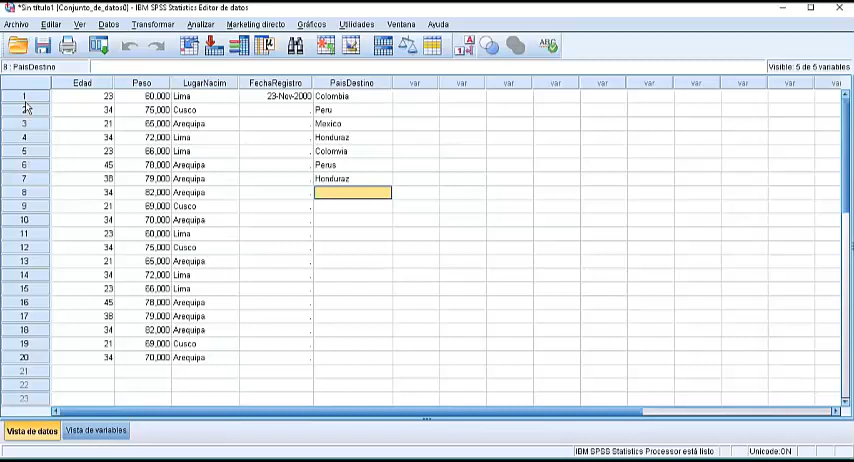 *Sin título1 [Conjunto_de_datos0] - IBM SPSS Statistics Editor de datos
Archivo Editar Ver Datos Transformar Analizar Marketing directo Gráficos Utilidades Ventana Ayuda
8 : PaisDestino Visible: 5 de 5 variables
Edad Peso LugarNacim FechaRegistro PaisDestino var var var var var var var var var
1 23 60,000 Lima 23-Nov-2000 Colombia
2 34 75,000 Cusco . Peru
3 21 65,000 Arequipa . Mexico
4 34 72,000 Lima . Honduraz
5 23 66,000 Lima . Colomvia
6 45 78,000 Arequipa . Perus
7 38 79,000 Arequipa . Honduraz
8 34 82,000 Arequipa .
9 21 69,000 Cusco .
10 34 70,000 Arequipa .
11 23 60,000 Lima .
12 34 75,000 Cusco .
13 21 65,000 Arequipa .
14 34 72,000 Lima .
15 23 66,000 Lima .
16 45 78,000 Arequipa .
17 38 79,000 Arequipa .
18 34 82,000 Arequipa .
19 21 69,000 Cusco .
20 34 70,000 Arequipa .
21
22
23
Vista de datos Vista de variables
IBM SPSS Statistics Processor está listo Unicode:ON